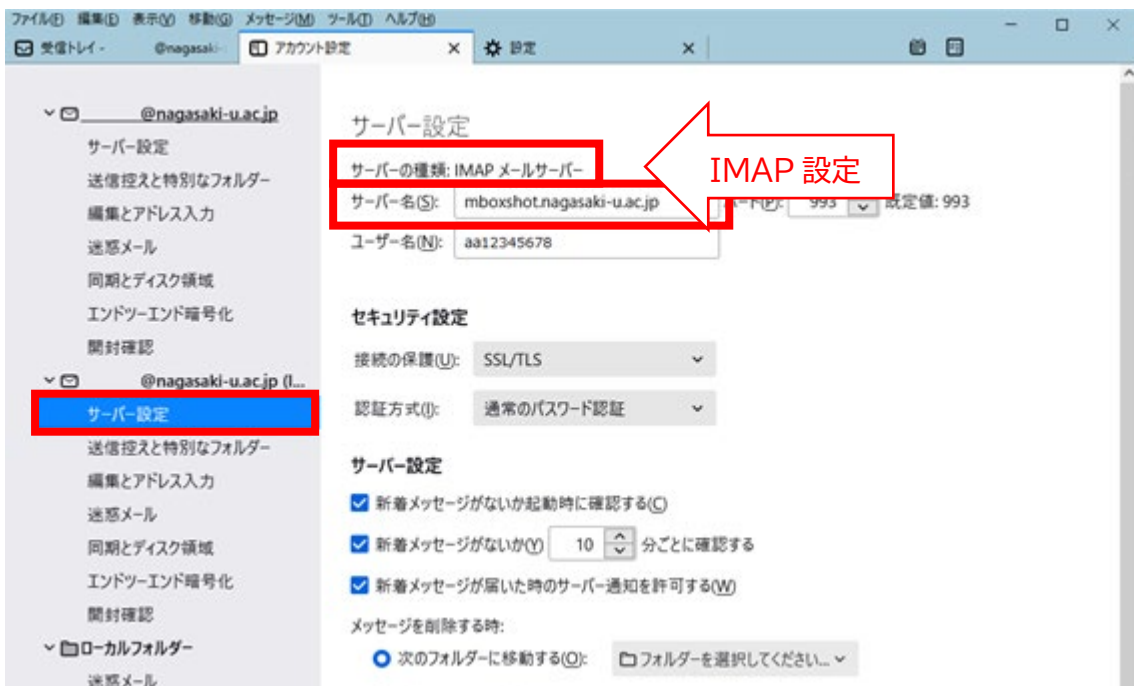 ファイル(F) 編集(E) 表示(V) 移動(G) メッセージ(M) ツール(T) ヘルプ(H)
受信トレイ - @nagasaki- アカウント設定 設定
@nagasaki-u.ac.jp
サーバー設定
送信控えと特別なフォルダー
編集とアドレス入力
迷惑メール
同期とディスク領域
エンドツーエンド暗号化
開封確認
@nagasaki-u.ac.jp (I...
サーバー設定
送信控えと特別なフォルダー
編集とアドレス入力
迷惑メール
同期とディスク領域
エンドツーエンド暗号化
開封確認
ローカルフォルダー
迷惑メール
サーバー設定
サーバーの種類: IMAP メールサーバー
IMAP 設定
サーバー名(S): mboxshot.nagasaki-u.ac.jp ポート(P): 993 既定値: 993
ユーザー名(N): aa12345678
セキュリティ設定
接続の保護(U): SSL/TLS
認証方式(I): 通常のパスワード認証
サーバー設定
新着メッセージがないか起動時に確認する(C)
新着メッセージがないか(Y) 10 分ごとに確認する
新着メッセージが届いた時のサーバー通知を許可する(W)
メッセージを削除する時:
次のフォルダーに移動する(O): フォルダーを選択してください...